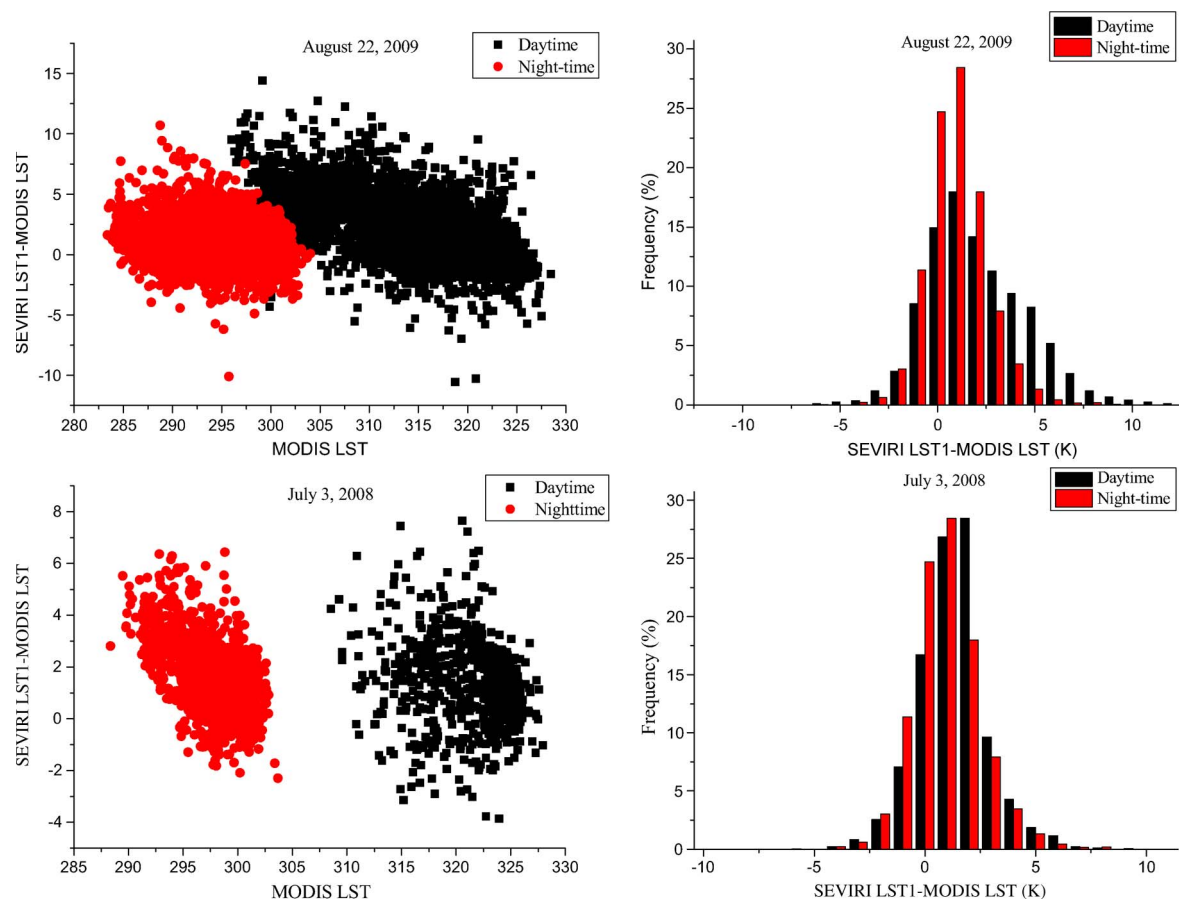 August 22, 2009
Daytime
Night-time
SEVIRI LST1-MODIS LST
15
10
5
0
-5
-10
280 285 290 295 300 305 310 315 320 325 330
MODIS LST
August 22, 2009
Daytime
Night-time
Frequency (%)
30
25
20
15
10
5
0
-10 -5 0 5 10
SEVIRI LST1-MODIS LST (K)
July 3, 2008
Daytime
Nighttime
SEVIRI LST1-MODIS LST
8
6
4
2
0
-2
-4
285 290 295 300 305 310 315 320 325 330
MODIS LST
July 3, 2008
Daytime
Night-time
Frequency (%)
30
25
20
15
10
5
0
-10 -5 0 5 10
SEVIRI LST1-MODIS LST (K)